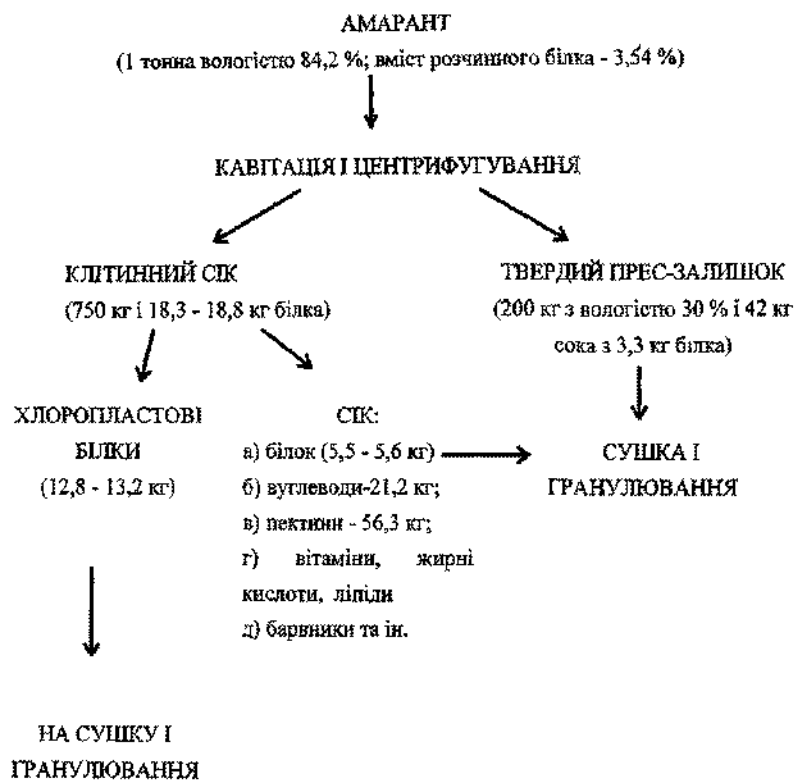 АМАРАНТ
(1 тонна вологістю 84,2 %; вміст розчинного білка - 3,54 %)
КАВІТАЦІЯ І ЦЕНТРИФУГУВАННЯ
КЛІТИННИЙ СІК
(750 кг і 18,3 - 18,8 кг білка)
ТВЕРДИЙ ПРЕС-ЗАЛИШОК
(200 кг з вологістю 30 % і 42 кг
сока з 3,3 кг білка)
ХЛОРОПЛАСТОВІ
БІЛКИ
(12,8 - 13,2 кг)
СІК:
а) білок (5,5 - 5,6 кг)
б) вуглеводи-21,2 кг;
в) пектини - 56,3 кг;
г) вітаміни, жирні
кислоти, ліпіди
д) барвники та ін.
СУШКА І
ГРАНУЛЮВАННЯ
НА СУШКУ І
ГРАНУЛЮВАННЯ